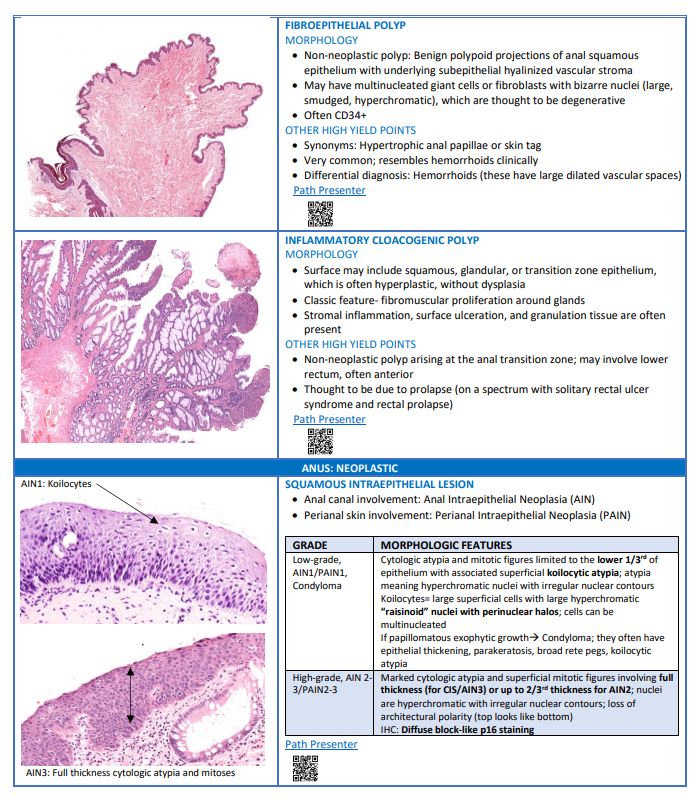 FIBROEPITHELIAL POLYP
MORPHOLOGY
• Non-neoplastic polyp: Benign polypoid projections of anal squamous
epithelium with underlying subepithelial hyalinized vascular stroma
• May have multinucleated giant cells or fibroblasts with bizarre nuclei (large,
smudged, hyperchromatic), which are thought to be degenerative
• Often CD34+
OTHER HIGH YIELD POINTS
• Synonyms: Hypertrophic anal papillae or skin tag
• Very common; resembles hemorrhoids clinically
• Differential diagnosis: Hemorrhoids (these have large dilated vascular spaces)
Path Presenter
INFLAMMATORY CLOACOGENIC POLYP
MORPHOLOGY
• Surface may include squamous, glandular, or transition zone epithelium,
which is often hyperplastic, without dysplasia
• Classic feature- fibromuscular proliferation around glands
• Stromal inflammation, surface ulceration, and granulation tissue are often
present
OTHER HIGH YIELD POINTS
• Non-neoplastic polyp arising at the anal transition zone; may involve lower
rectum, often anterior
• Thought to be due to prolapse (on a spectrum with solitary rectal ulcer
syndrome and rectal prolapse)
Path Presenter
ANUS: NEOPLASTIC
AIN1: Koilocytes
AIN3: Full thickness cytologic atypia and mitoses
SQUAMOUS INTRAEPITHELIAL LESION
• Anal canal involvement: Anal Intraepithelial Neoplasia (AIN)
• Perianal skin involvement: Perianal Intraepithelial Neoplasia (PAIN)
GRADE MORPHOLOGIC FEATURES
Low-grade,
AIN1/PAIN1,
Condyloma
Cytologic atypia and mitotic figures limited to the lower 1/3rd of
epithelium with associated superficial koilocytic atypia; atypia
meaning hyperchromatic nuclei with irregular nuclear contours
Koilocytes= large superficial cells with large hyperchromatic
“raisinoid” nuclei with perinuclear halos; cells can be
multinucleated
If papillomatous exophytic growth→ Condyloma; they often have
epithelial thickening, parakeratosis, broad rete pegs, koilocytic
atypia
High-grade, AIN 2-
3/PAIN2-3
Marked cytologic atypia and superficial mitotic figures involving full
thickness (for CIS/AIN3) or up to 2/3rd thickness for AIN2; nuclei
are hyperchromatic with irregular nuclear contours; loss of
architectural polarity (top looks like bottom)
IHC: Diffuse block-like p16 staining
Path Presenter